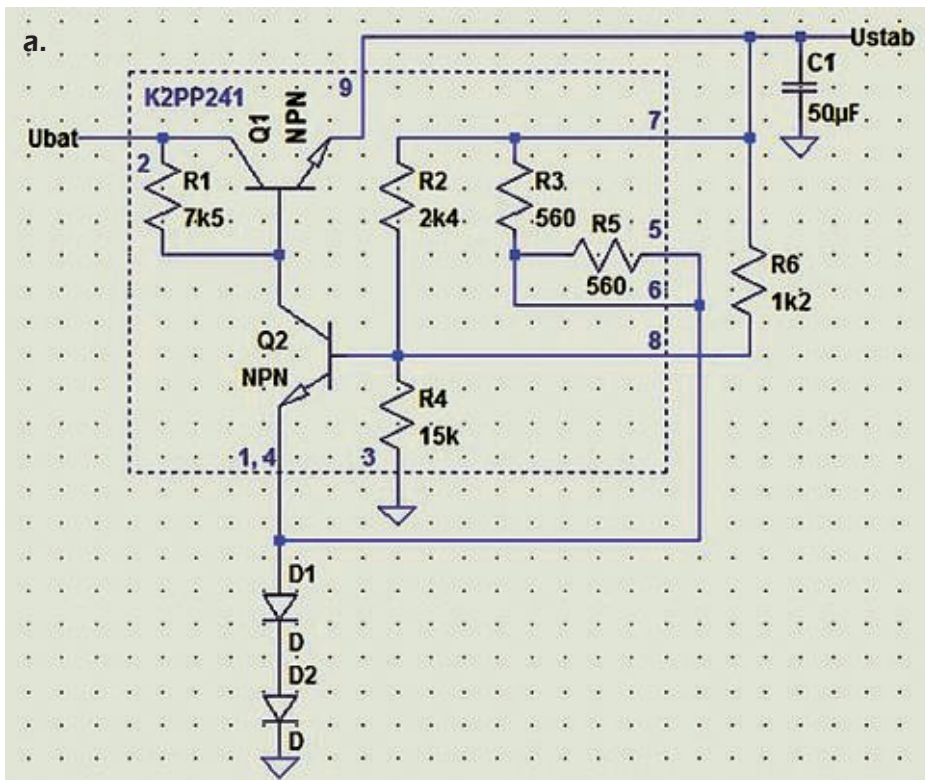 a.
Ustab
C1
50µF
K2PP241
9
Q1
NPN
7
Ubat
2
R1
7k5
R2
2k4
R3
560
R5
5
560
6
R6
1k2
Q2
NPN
8
R4
15k
1, 4
3
D1
D
D2
D